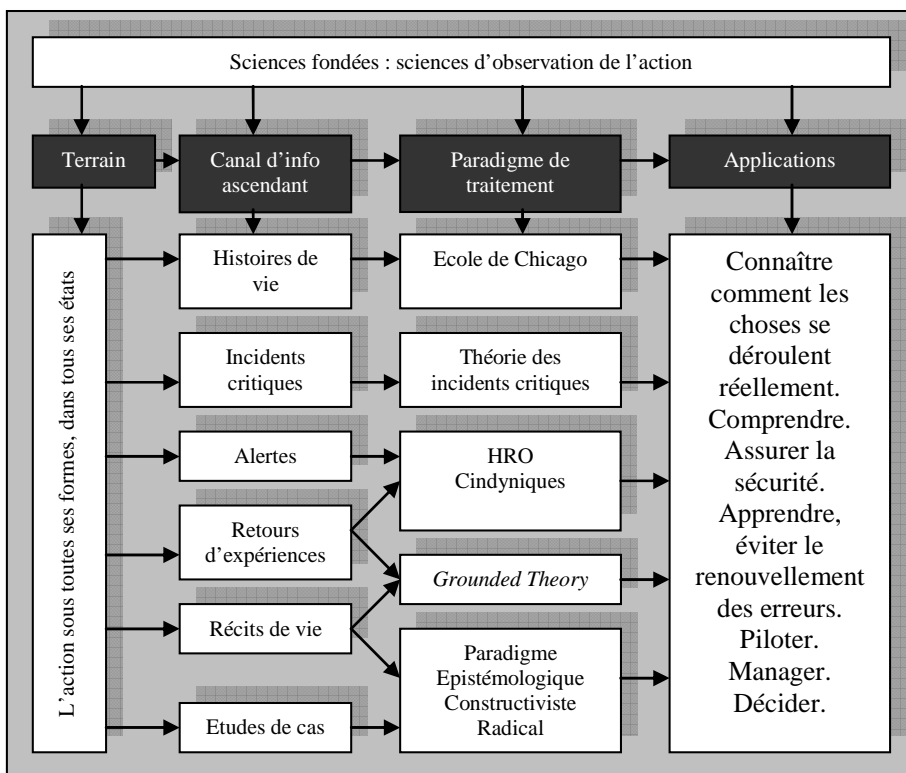 Sciences fondées : sciences d'observation de l'action
Terrain
Canal d'info
ascendant
Paradigme de
traitement
Applications
L'action sous toutes ses formes, dans tous ses états
Histoires de
vie
Ecole de Chicago
Incidents
critiques
Théorie des
incidents critiques
Alertes
HRO
Cindyniques
Retours
d'expériences
Grounded Theory
Récits de vie
Paradigme
Epistémologique
Constructiviste
Radical
Etudes de cas
Connaître
comment les
choses se
déroulent
réellement.
Comprendre.
Assurer la
sécurité.
Apprendre,
éviter le
renouvellement
des erreurs.
Piloter.
Manager.
Décider.